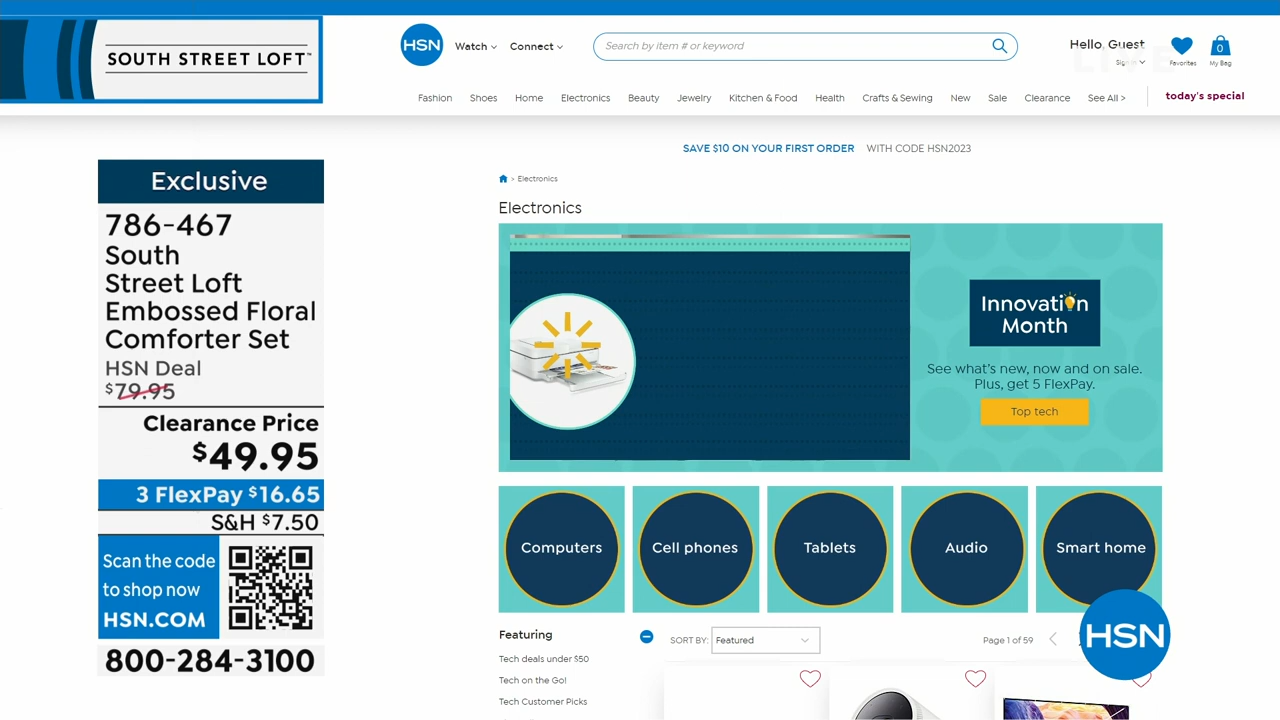 SOUTH STREET LOFT™
HSN
Watch
Connect
Search by item # or keyword
Hello, Guest
Sign in
LIVE
Favorites
0
My Bag
Fashion
Shoes
Home
Electronics
Beauty
Jewelry
Kitchen & Food
Health
Crafts & Sewing
New
Sale
Clearance
See All >
today's special
SAVE $10 ON YOUR FIRST ORDER WITH CODE HSN2023
> Electronics
Electronics
Exclusive
786-467
South
Street Loft
Embossed Floral
Comforter Set
HSN Deal
$79.95
Clearance Price
$49.95
3 FlexPay $16.65
S&H $7.50
Scan the code
to shop now
HSN.COM
800-284-3100
Innovation
Month
See what's new, now and on sale.
Plus, get 5 FlexPay.
Top tech
Computers
Cell phones
Tablets
Audio
Smart home
Featuring
Tech deals under $50
Tech on the Go!
Tech Customer Picks
SORT BY: Featured
Page 1 of 59
HSN